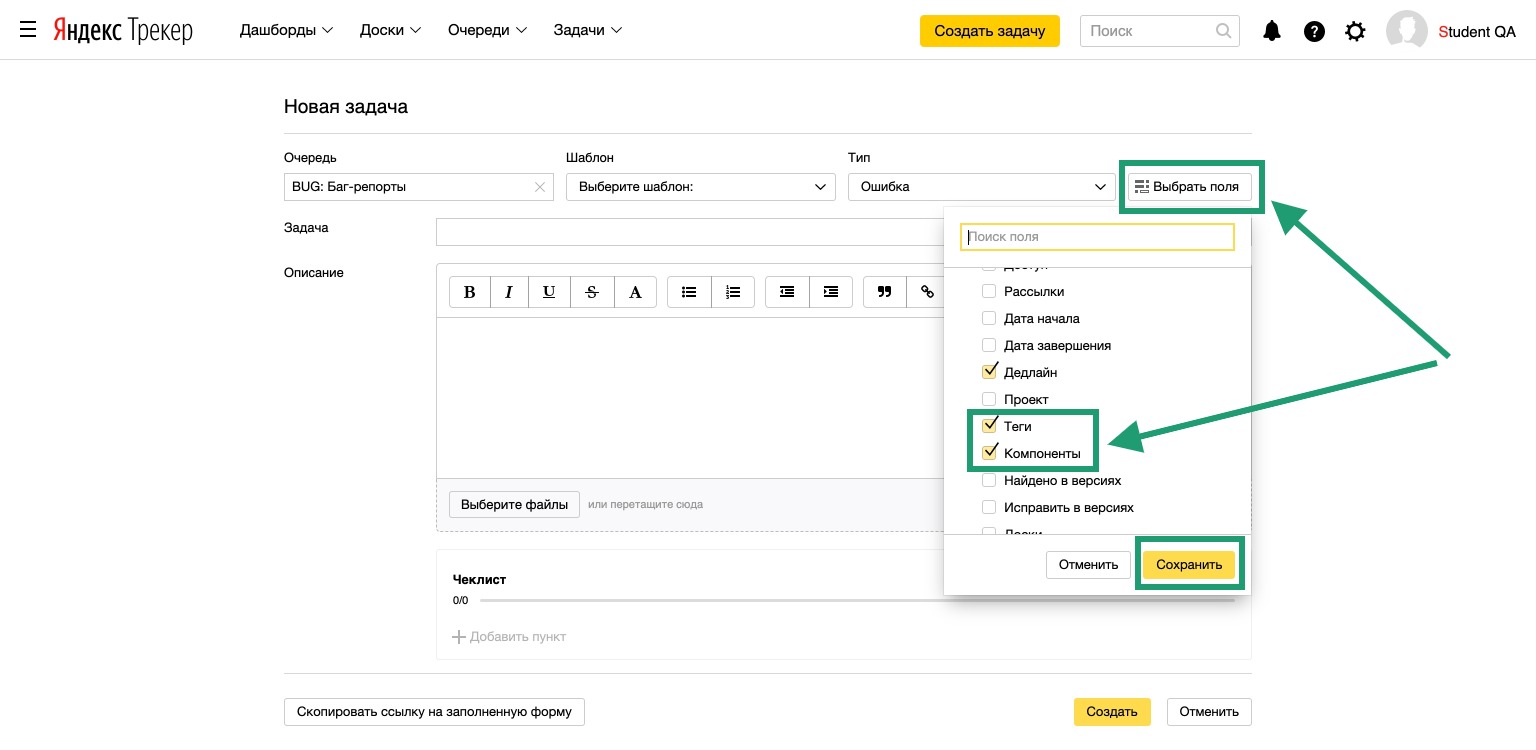 Яндекс Трекер Дашборды Доски Очереди Задачи Создать задачу Поиск ? Student QA
Новая задача
Очередь Шаблон Тип
BUG: Баг-репорты Выберите шаблон: Ошибка Выбрать поля
Задача
Поиск поля
Описание
B I U S A
Доступ
Рассылки
Дата начала
Дата завершения
Дедлайн
Проект
Теги
Компоненты
Найдено в версиях
Исправить в версиях
Доски
Выберите файлы или перетащите сюда
Отменить Сохранить
Чеклист
0/0
Добавить пункт
Скопировать ссылку на заполненную форму Создать Отменить